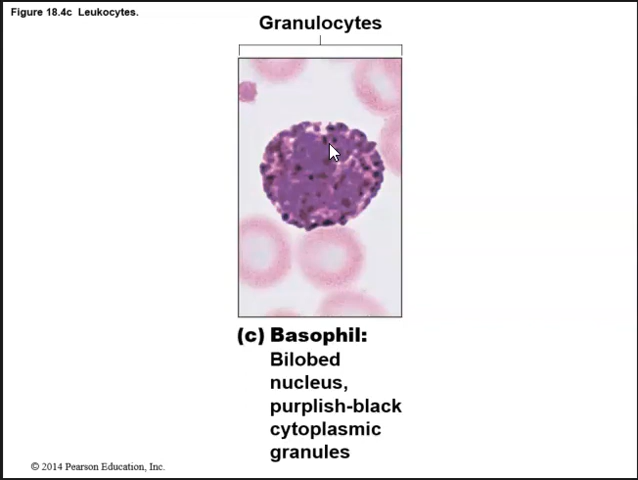 Figure 18.4c Leukocytes.
Granulocytes
(c) Basophil:
Bilobed
nucleus,
purplish-black
cytoplasmic
granules
© 2014 Pearson Education, Inc.